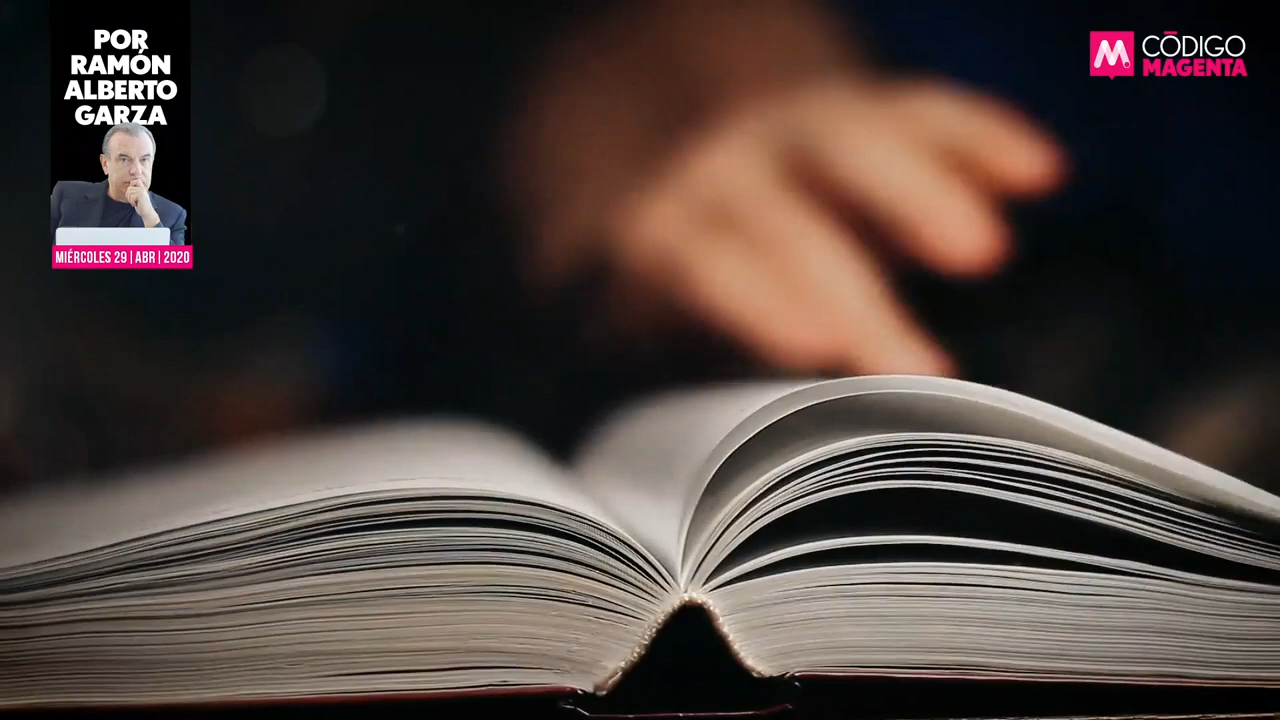 POR
RAMÓN
ALBERTO
GARZA
MIÉRCOLES 29 | ABR | 2020
CÓDIGO
MAGENTA